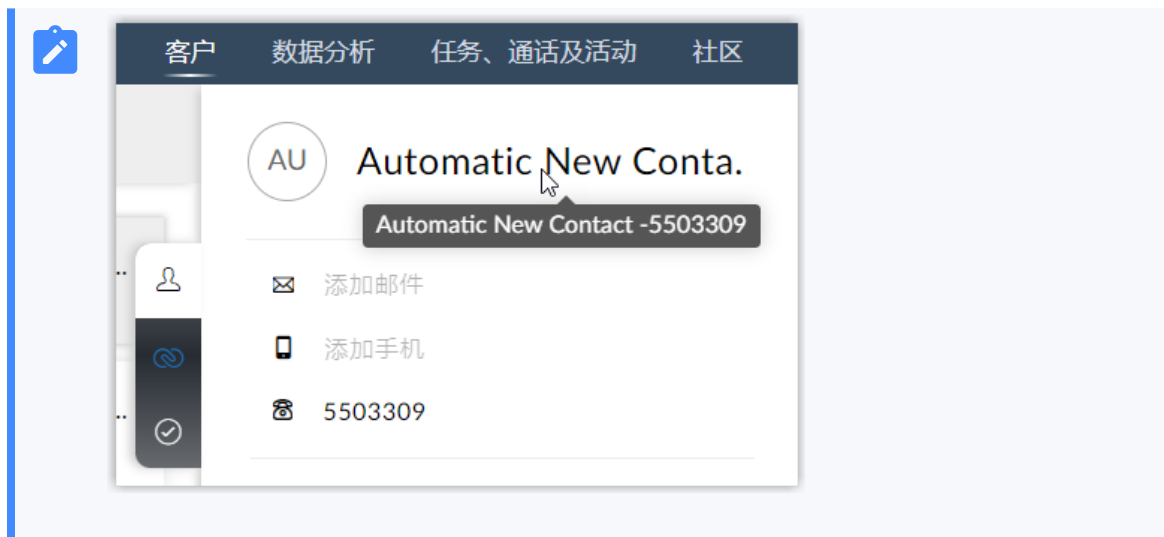 客户 数据分析 任务、通话及活动 社区
AU Automatic New Conta.
Automatic New Contact -5503309
..
添加邮件
添加手机
..
5503309